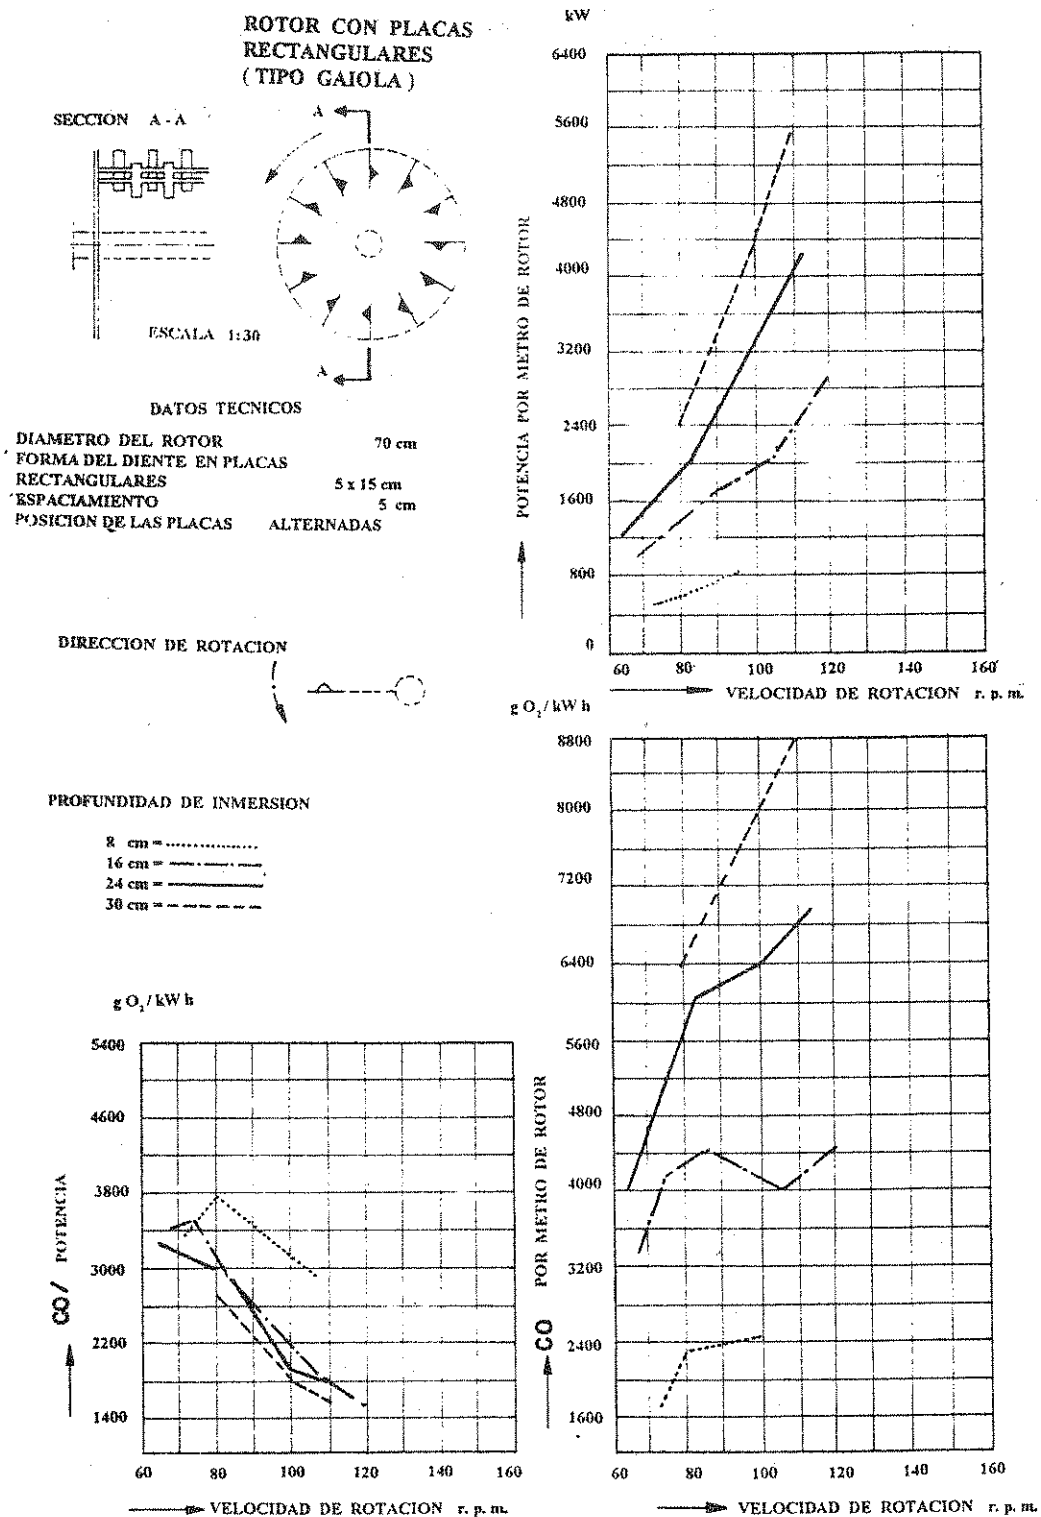 ROTOR CON PLACAS
RECTANGULARES
( TIPO GAIOLA )
SECCION A - A
A
ESCALA 1:30
A
DATOS TECNICOS
DIAMETRO DEL ROTOR 70 cm
FORMA DEL DIENTE EN PLACAS
RECTANGULARES 5 x 15 cm
ESPACIAMIENTO 5 cm
POSICION DE LAS PLACAS ALTERNADAS
DIRECCION DE ROTACION
PROFUNDIDAD DE INMERSION
8 cm =
16 cm =
24 cm =
30 cm =
kW
6400
5600
4800
4000
3200
2400
1600
800
0
POTENCIA POR METRO DE ROTOR
60 80 100 120 140 160
VELOCIDAD DE ROTACION r. p. m.
g O₂ / kW h
8800
8000
7200
6400
5600
4800
4000
3200
2400
1600
CO POR METRO DE ROTOR
60 80 100 120 140 160
VELOCIDAD DE ROTACION r. p. m.
g O₂ / kW h
5400
4600
3800
3000
2200
1400
CO / POTENCIA
60 80 100 120 140 160
VELOCIDAD DE ROTACION r. p. m.